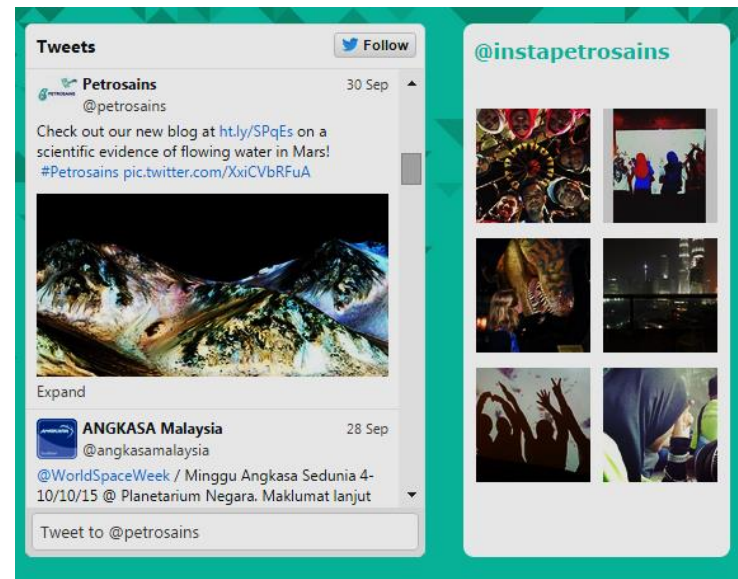 Tweets
Follow
Petrosains
30 Sep
@petrosains
Check out our new blog at ht.ly/SPqEs on a
scientific evidence of flowing water in Mars!
#Petrosains pic.twitter.com/XxiCVbRFuA
Expand
ANGKASA Malaysia
28 Sep
@angkasamalaysia
@WorldSpaceWeek / Minggu Angkasa Sedunia 4-
10/10/15 @ Planetarium Negara. Maklumat lanjut
Tweet to @petrosains
@instapetrosains